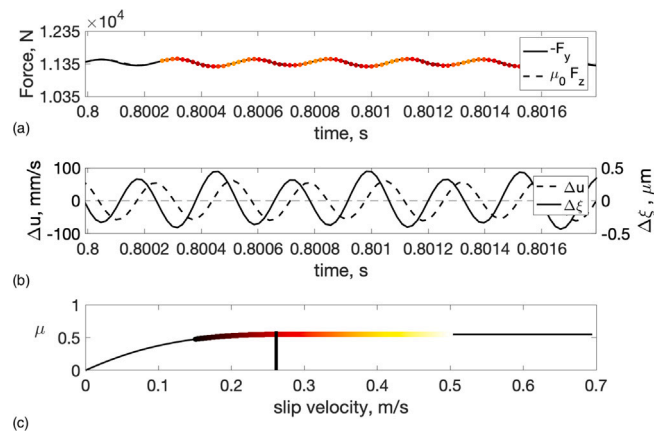 ×10⁴
1.235
1.135
1.035
Force, N
-F_y
μ₀ F_z
0.8 0.8002 0.8004 0.8006 0.8008 0.801 0.8012 0.8014 0.8016
time, s
(a)
100 0.5
0 0
-100 -0.5
Δu, mm/s
Δξ, μm
Δu
Δξ
0.8 0.8002 0.8004 0.8006 0.8008 0.801 0.8012 0.8014 0.8016
time, s
(b)
1
0.5
0
μ
0 0.1 0.2 0.3 0.4 0.5 0.6 0.7
slip velocity, m/s
(c)